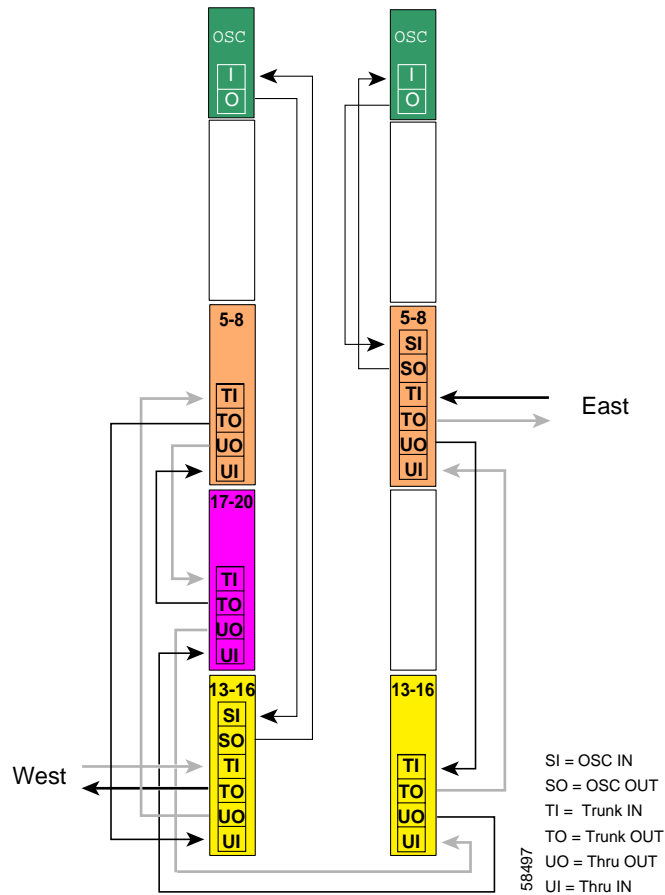 OSC
I
O
5-8
TI
TO
UO
UI
17-20
TI
TO
UO
UI
13-16
SI
SO
TI
TO
UO
UI
West
OSC
I
O
5-8
SI
SO
TI
TO
UO
UI
East
13-16
TI
TO
UO
UI
SI = OSC IN
SO = OSC OUT
TI = Trunk IN
TO = Trunk OUT
UO = Thru OUT
UI = Thru IN
58497